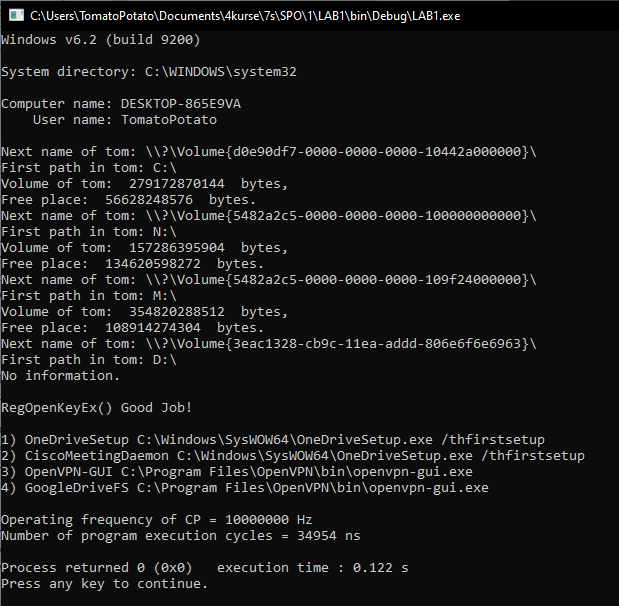 C:\Users\TomatoPotato\Documents\4kurse\7s\SPO\1\LAB1\bin\Debug\LAB1.exe
Windows v6.2 (build 9200)
System directory: C:\WINDOWS\system32
Computer name: DESKTOP-865E9VA
User name: TomatoPotato
Next name of tom: \\?\Volume{d0e90df7-0000-0000-0000-10442a000000}\
First path in tom: C:\
Volume of tom:  279172870144  bytes,
Free place:  56628248576  bytes.
Next name of tom: \\?\Volume{5482a2c5-0000-0000-0000-100000000000}\
First path in tom: N:\
Volume of tom:  157286395904  bytes,
Free place:  134620598272  bytes.
Next name of tom: \\?\Volume{5482a2c5-0000-0000-0000-109f24000000}\
First path in tom: M:\
Volume of tom:  354820288512  bytes,
Free place:  108914274304  bytes.
Next name of tom: \\?\Volume{3eac1328-cb9c-11ea-addd-806e6f6e6963}\
First path in tom: D:\
No information.
RegOpenKeyEx() Good Job!
1) OneDriveSetup C:\Windows\SysWOW64\OneDriveSetup.exe /thfirstsetup
2) CiscoMeetingDaemon C:\Windows\SysWOW64\OneDriveSetup.exe /thfirstsetup
3) OpenVPN-GUI C:\Program Files\OpenVPN\bin\openvpn-gui.exe
4) GoogleDriveFS C:\Program Files\OpenVPN\bin\openvpn-gui.exe
Operating frequency of CP = 10000000 Hz
Number of program execution cycles = 34954 ns
Process returned 0 (0x0)   execution time : 0.122 s
Press any key to continue.